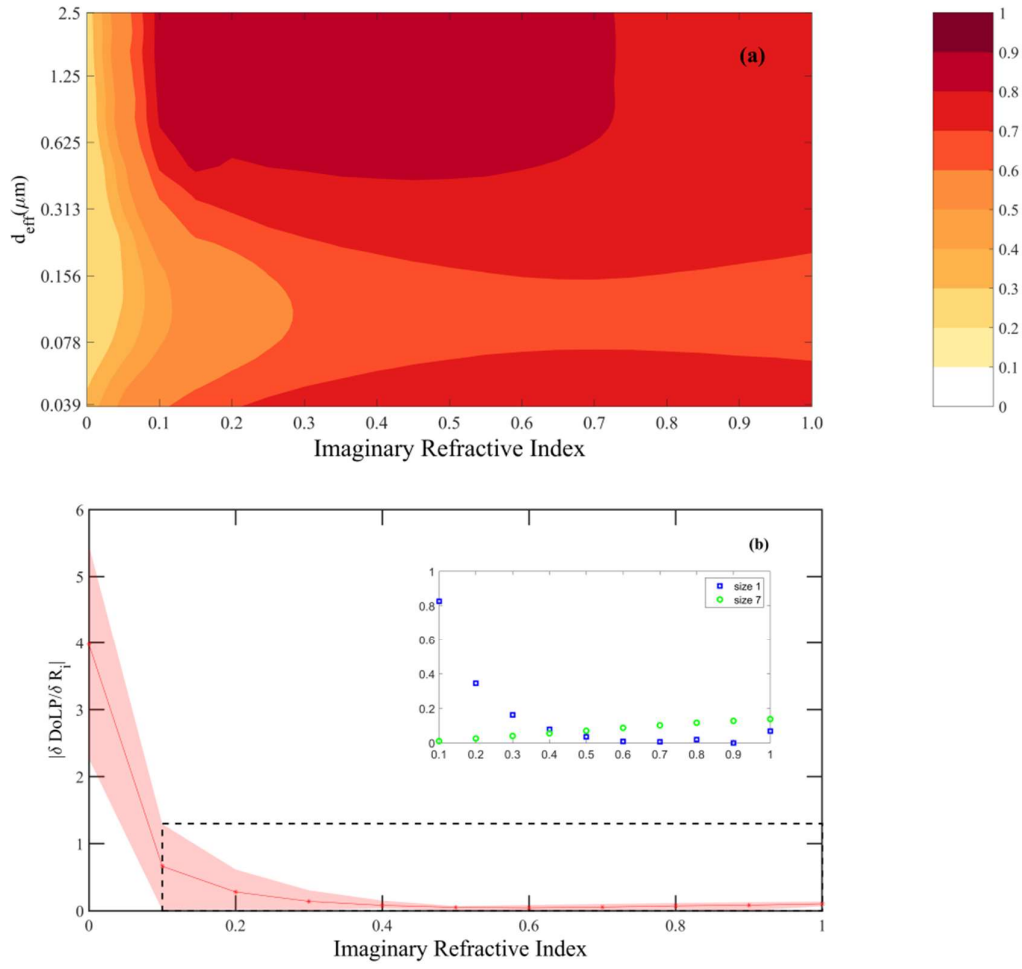 2.5
1.25
0.625
0.313
0.156
0.078
0.039
d_eff(μm)
(a)
0 0.1 0.2 0.3 0.4 0.5 0.6 0.7 0.8 0.9 1.0
Imaginary Refractive Index
1
0.9
0.8
0.7
0.6
0.5
0.4
0.3
0.2
0.1
0
6
5
4
3
2
1
0
|δ DoLP/δ R_i|
(b)
1
0.8
0.6
0.4
0.2
0
size 1
size 7
0.1 0.2 0.3 0.4 0.5 0.6 0.7 0.8 0.9 1
0 0.2 0.4 0.6 0.8 1
Imaginary Refractive Index